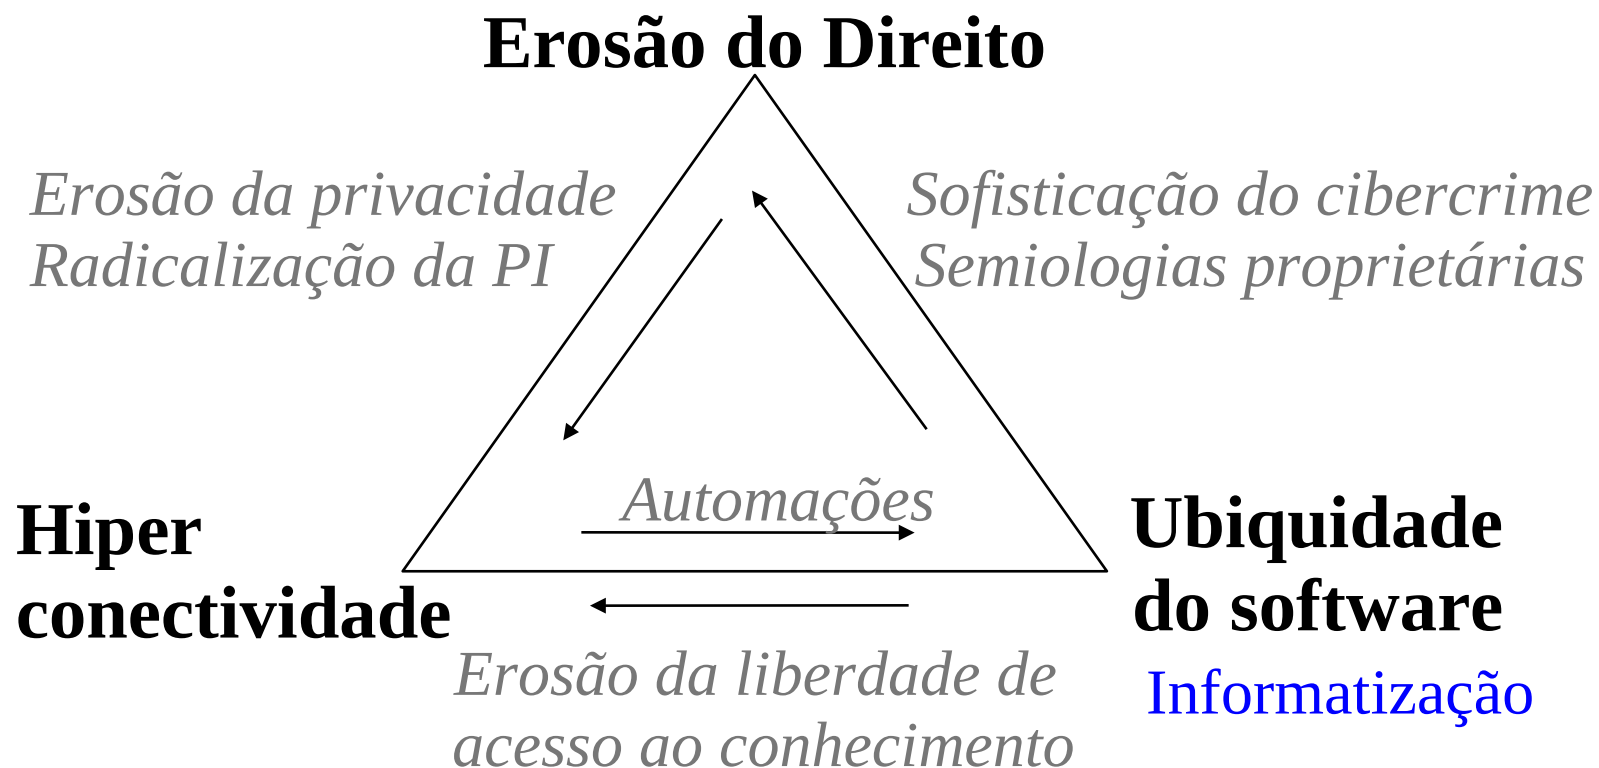 Erosão do Direito
Erosão da privacidade
Radicalização da PI
Sofisticação do cibercrime
Semiologias proprietárias
Automações
Hiper
conectividade
Ubiquidade
do software
Informatização
Erosão da liberdade de
acesso ao conhecimento